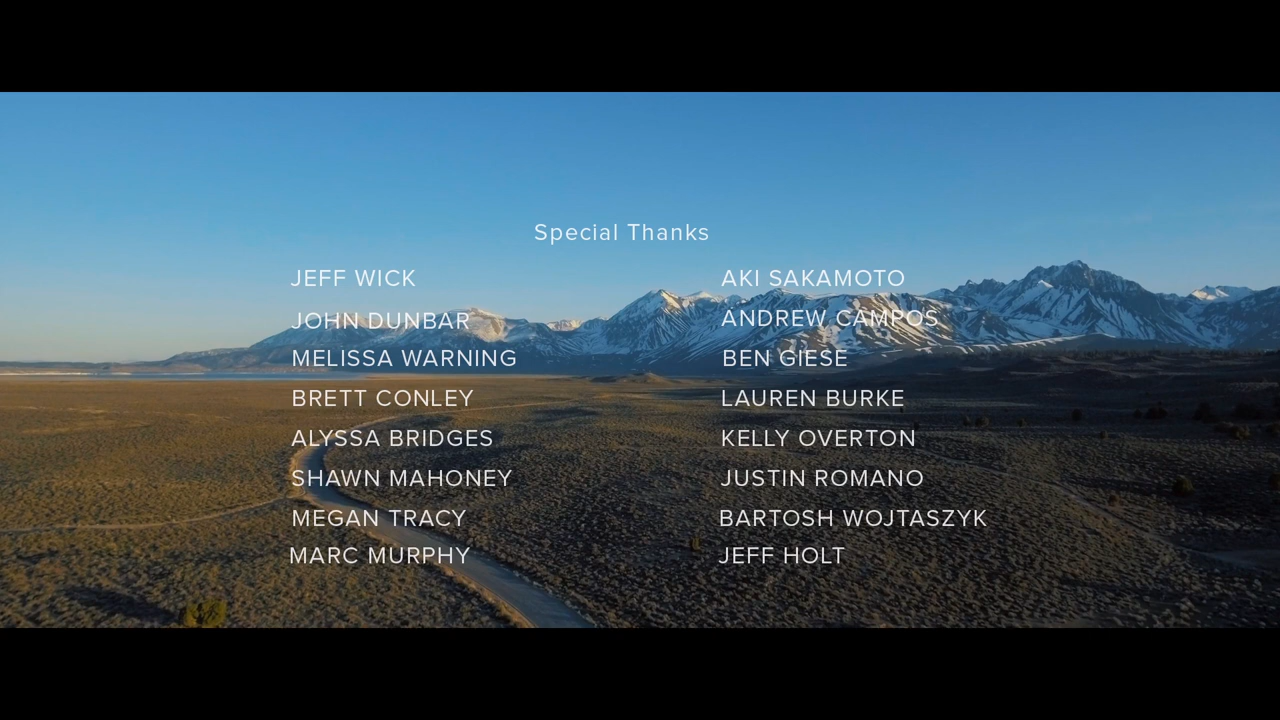 Special Thanks
JEFF WICK
JOHN DUNBAR
MELISSA WARNING
BRETT CONLEY
ALYSSA BRIDGES
SHAWN MAHONEY
MEGAN TRACY
MARC MURPHY
AKI SAKAMOTO
ANDREW CAMPOS
BEN GIESE
LAUREN BURKE
KELLY OVERTON
JUSTIN ROMANO
BARTOSH WOJTASZYK
JEFF HOLT